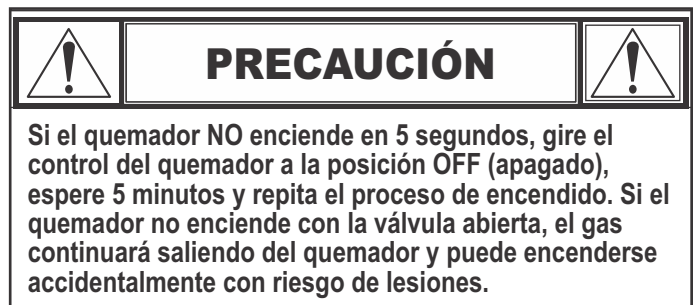 PRECAUCIÓN
Si el quemador NO enciende en 5 segundos, gire el
control del quemador a la posición OFF (apagado),
espere 5 minutos y repita el proceso de encendido. Si el
quemador no enciende con la válvula abierta, el gas
continuará saliendo del quemador y puede encenderse
accidentalmente con riesgo de lesiones.